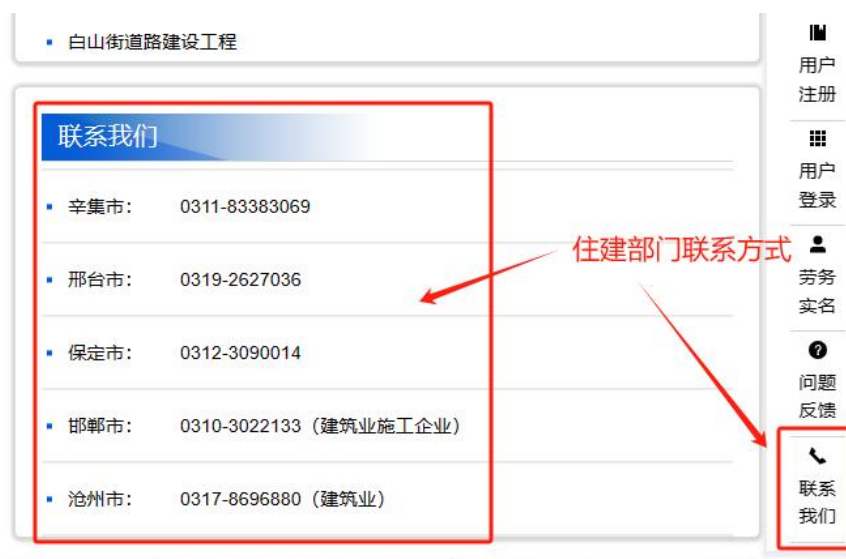 白山街道路建设工程
联系我们
辛集市： 0311-83383069
邢台市： 0319-2627036
保定市： 0312-3090014
邯郸市： 0310-3022133（建筑业施工企业）
沧州市： 0317-8696880（建筑业）
住建部门联系方式
用户
注册
用户
登录
劳务
实名
问题
反馈
联系
我们